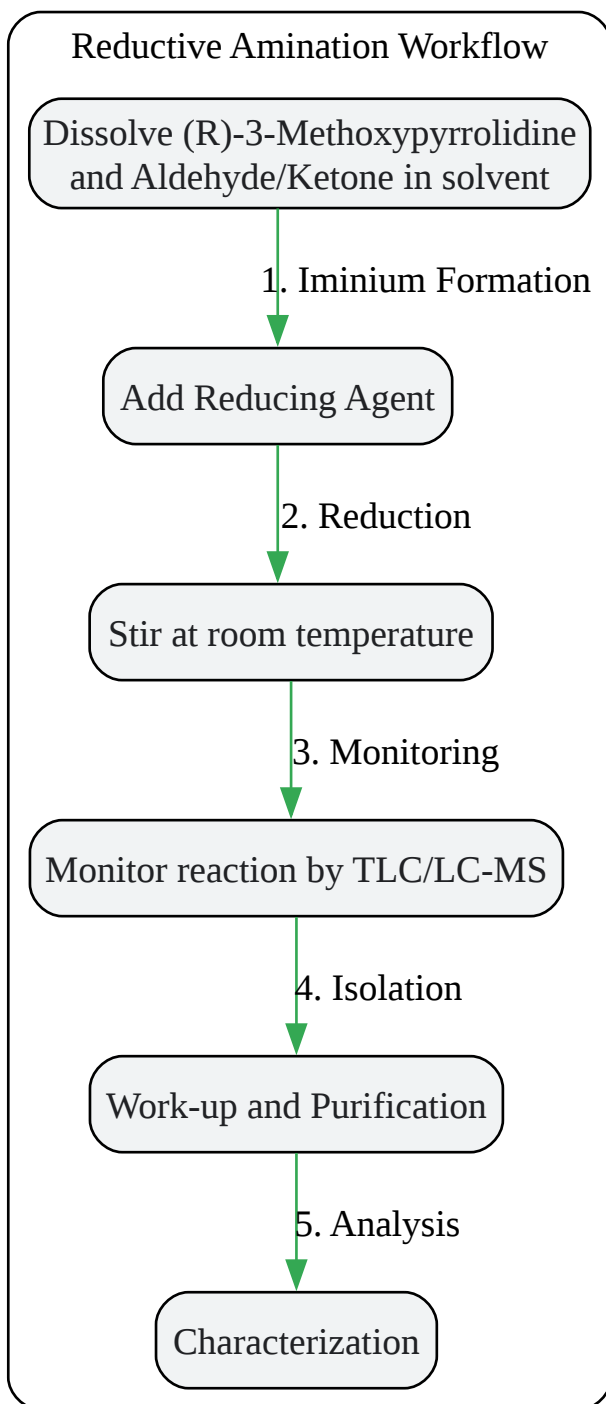 Reductive Amination Workflow
Dissolve (R)-3-Methoxypyrrolidine
and Aldehyde/Ketone in solvent
1. Iminium Formation
Add Reducing Agent
2. Reduction
Stir at room temperature
3. Monitoring
Monitor reaction by TLC/LC-MS
4. Isolation
Work-up and Purification
5. Analysis
Characterization